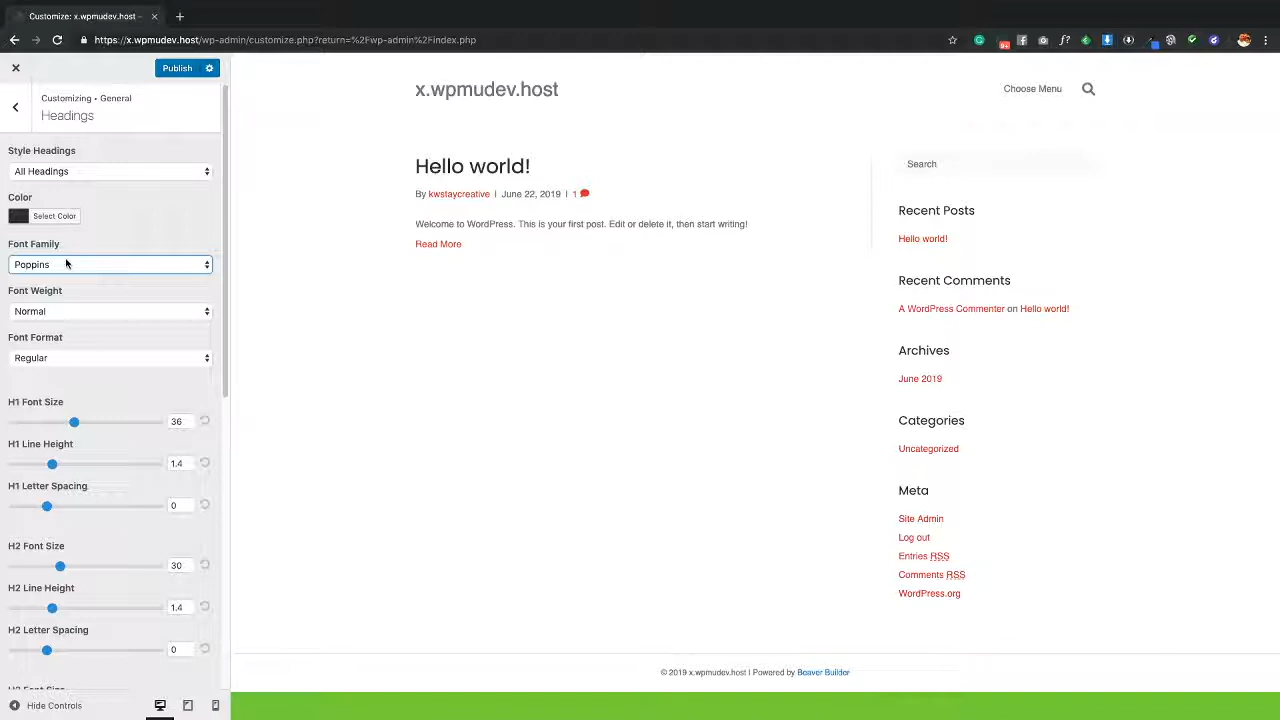 Customizing x.wpmudev.host -
https://x.wpmudev.host/wp-admin/customize.php?return=%2Fwp-admin%2Findex.php
Publish
Customizing • General
Headings
Style Headings
All Headings
Color
Select Color
Font Family
Poppins
Font Weight
Normal
Font Format
Regular
H1 Font Size
36
H1 Line Height
1.4
H1 Letter Spacing
0
H2 Font Size
30
H2 Line Height
1.4
H2 Letter Spacing
0
Hide Controls
x.wpmudev.host
Choose Menu
Hello world!
By kwstaycreative | June 22, 2019 | 1
Welcome to WordPress. This is your first post. Edit or delete it, then start writing!
Read More
Search
Recent Posts
Hello world!
Recent Comments
A WordPress Commenter on Hello world!
Archives
June 2019
Categories
Uncategorized
Meta
Site Admin
Log out
Entries RSS
Comments RSS
WordPress.org
© 2019 x.wpmudev.host | Powered by Beaver Builder